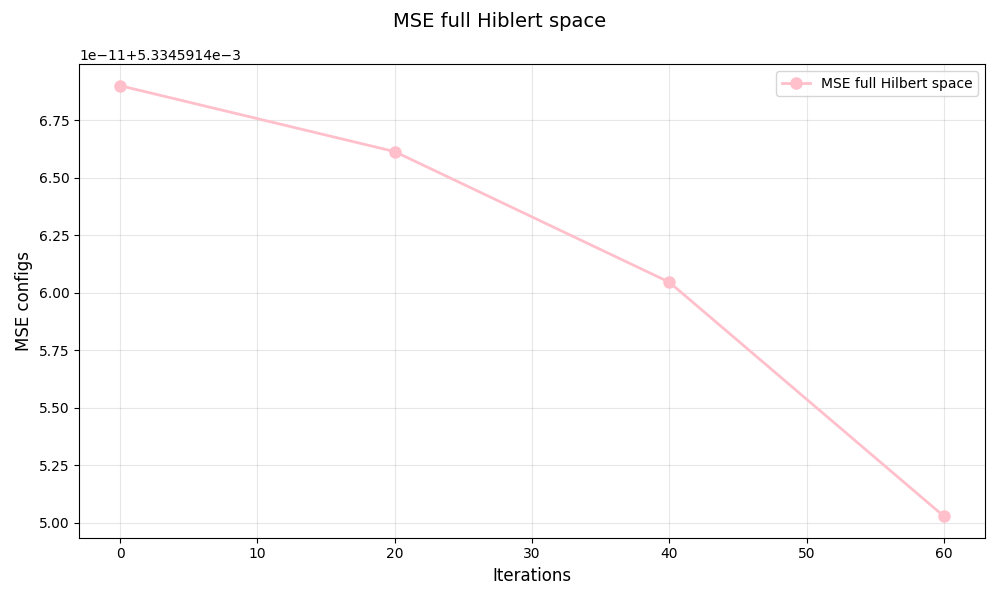 MSE full Hiblert space
1e−11+5.3345914e−3
MSE full Hilbert space
6.75
6.50
6.25
6.00
5.75
5.50
5.25
5.00
MSE configs
0 10 20 30 40 50 60
Iterations